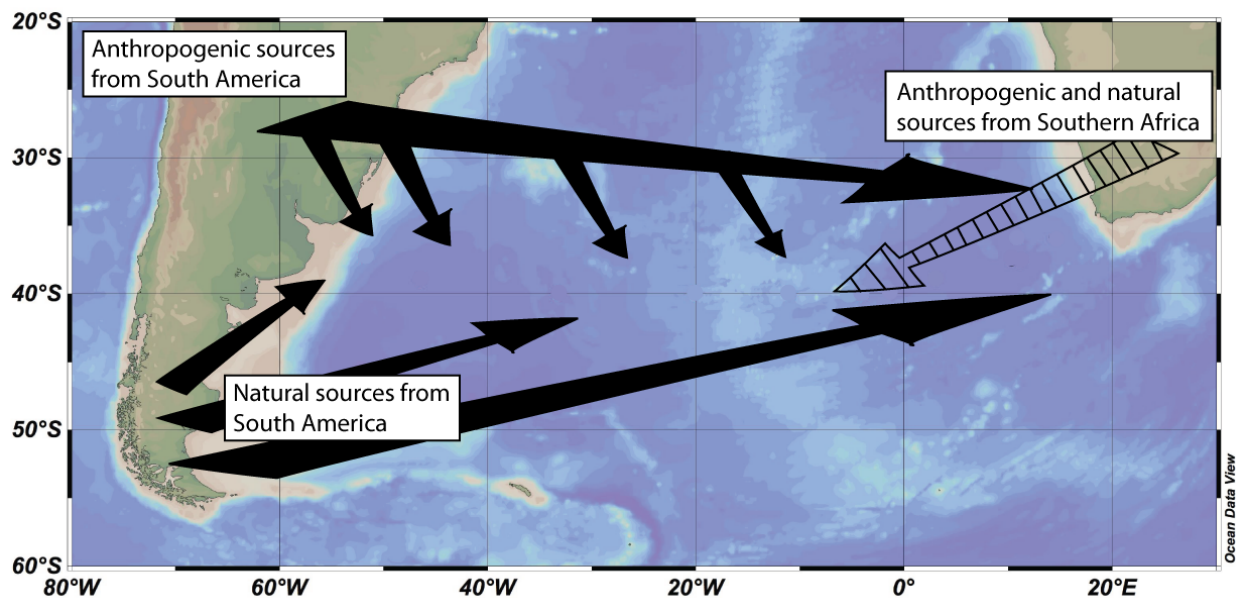 20°S
Anthropogenic sources
from South America
Anthropogenic and natural
sources from Southern Africa
30°S
40°S
Natural sources from
South America
50°S
60°S
80°W
60°W
40°W
20°W
0°
20°E
Ocean Data View